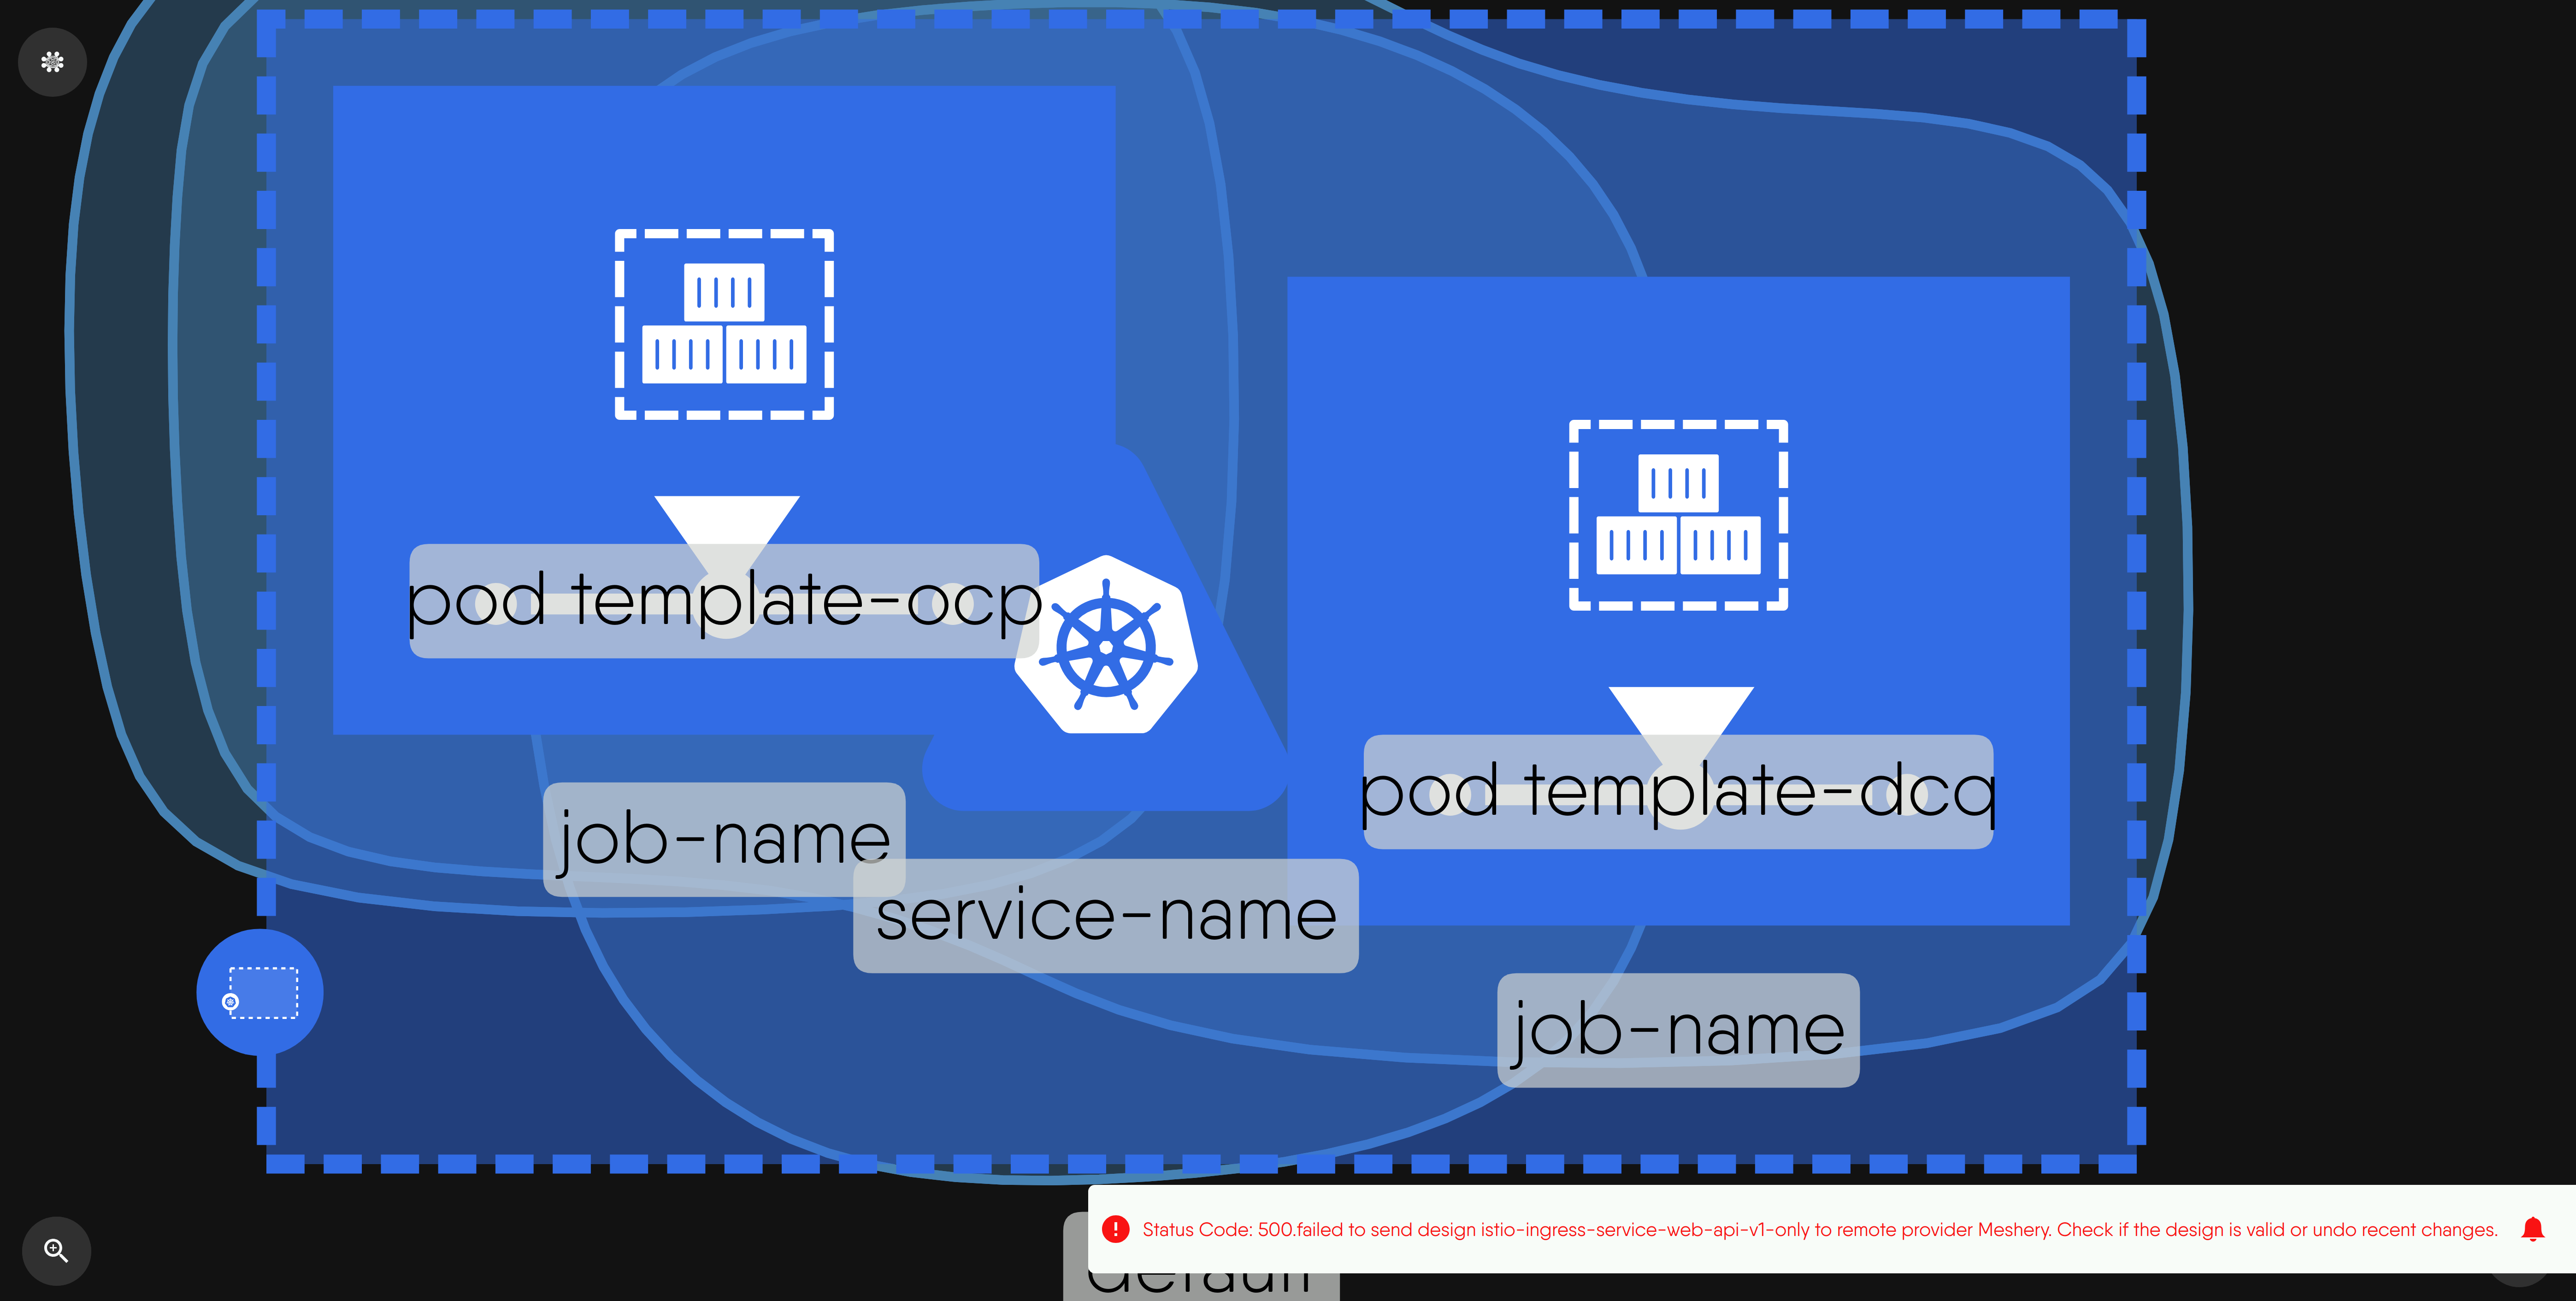 pod template-ocp
pod template-dcq
job-name
service-name
job-name
Status Code: 500.failed to send design istio-ingress-service-web-api-v1-only to remote provider Meshery. Check if the design is valid or undo recent changes.
default